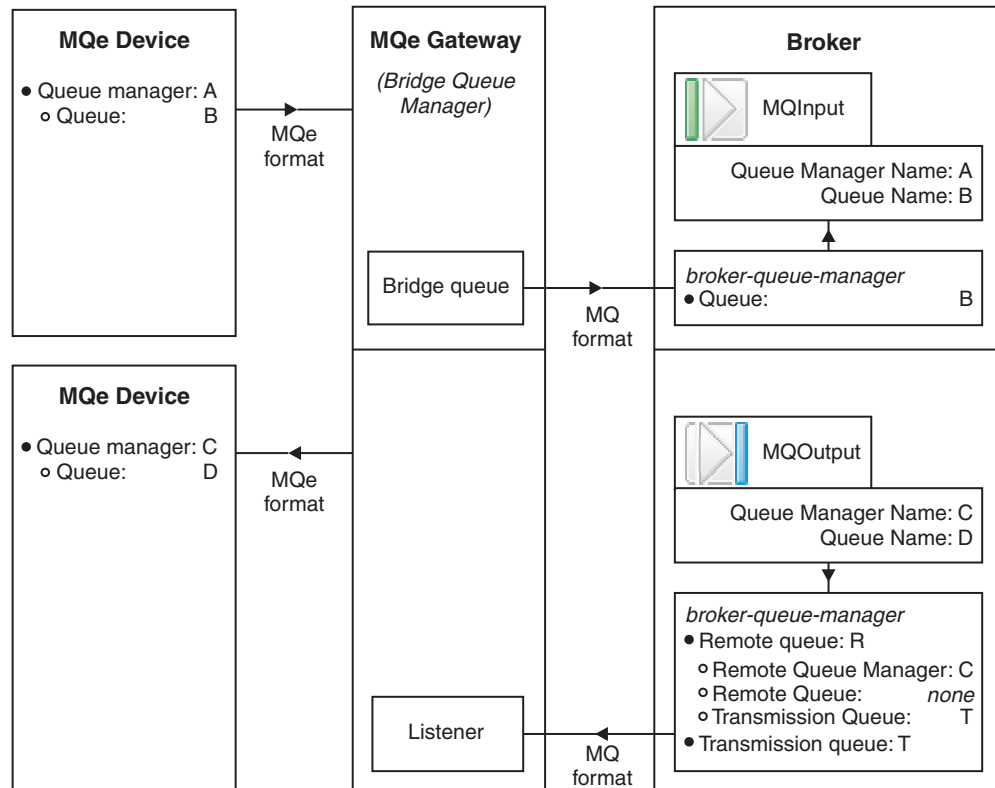 MQe Device
● Queue manager: A
○ Queue: B
MQe
format
MQe Gateway
(Bridge Queue
Manager)
Bridge queue
MQ
format
Broker
MQInput
Queue Manager Name: A
Queue Name: B
broker-queue-manager
● Queue: B
MQe Device
● Queue manager: C
○ Queue: D
MQe
format
Listener
MQ
format
MQOutput
Queue Manager Name: C
Queue Name: D
broker-queue-manager
● Remote queue: R
○ Remote Queue Manager: C
○ Remote Queue: none
○ Transmission Queue: T
● Transmission queue: T